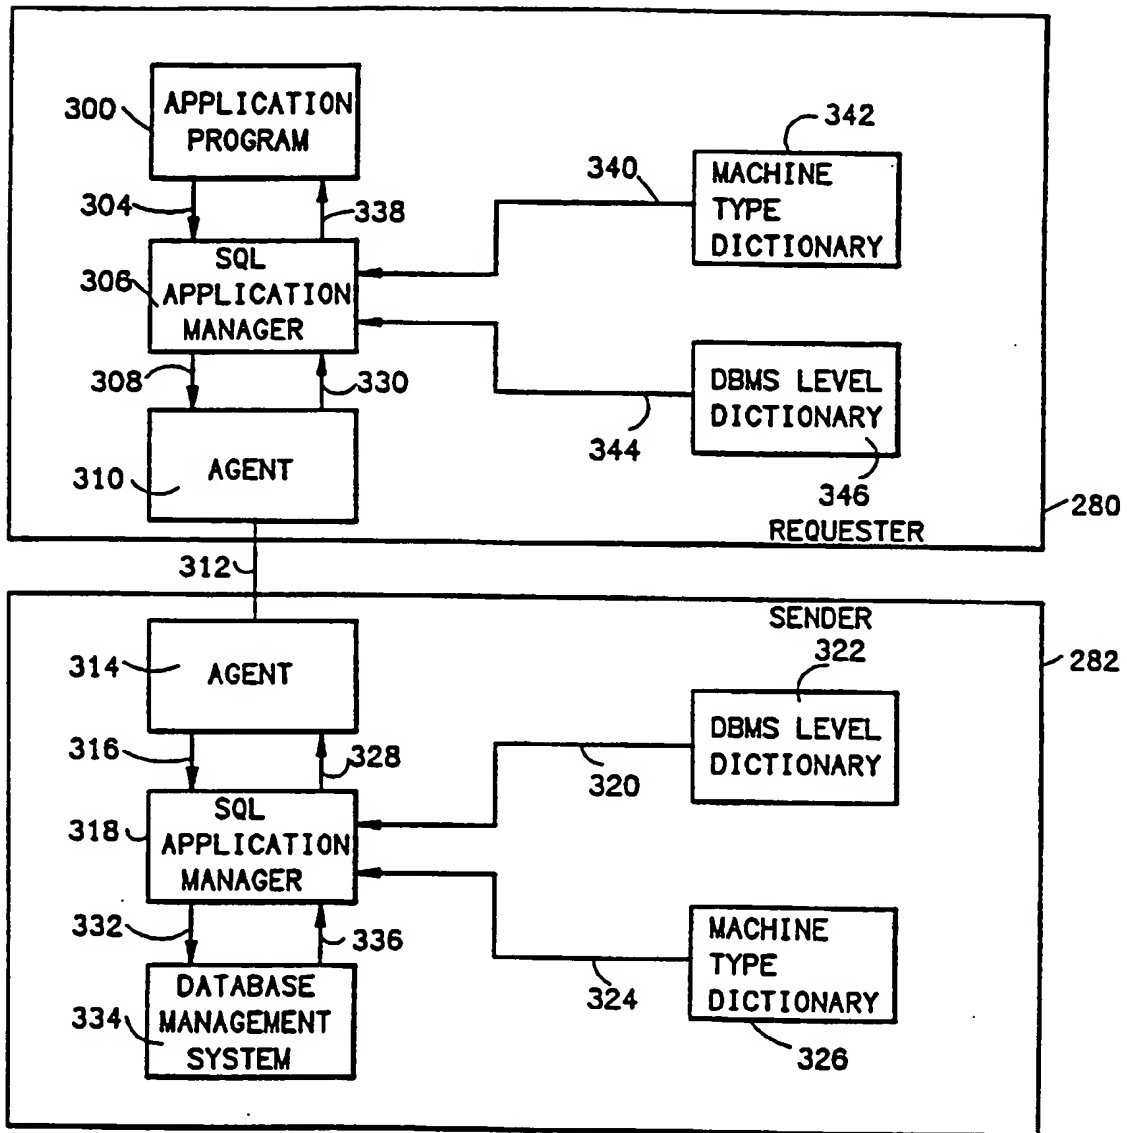 300
APPLICATION
PROGRAM
342
304
338
340
MACHINE
TYPE
DICTIONARY
306
SQL
APPLICATION
MANAGER
308
330
DBMS LEVEL
DICTIONARY
344
346
310
AGENT
280
REQUESTER
312
SENDER
314
AGENT
322
282
DBMS LEVEL
DICTIONARY
316
328
320
318
SQL
APPLICATION
MANAGER
332
336
MACHINE
TYPE
DICTIONARY
324
326
334
DATABASE
MANAGEMENT
SYSTEM